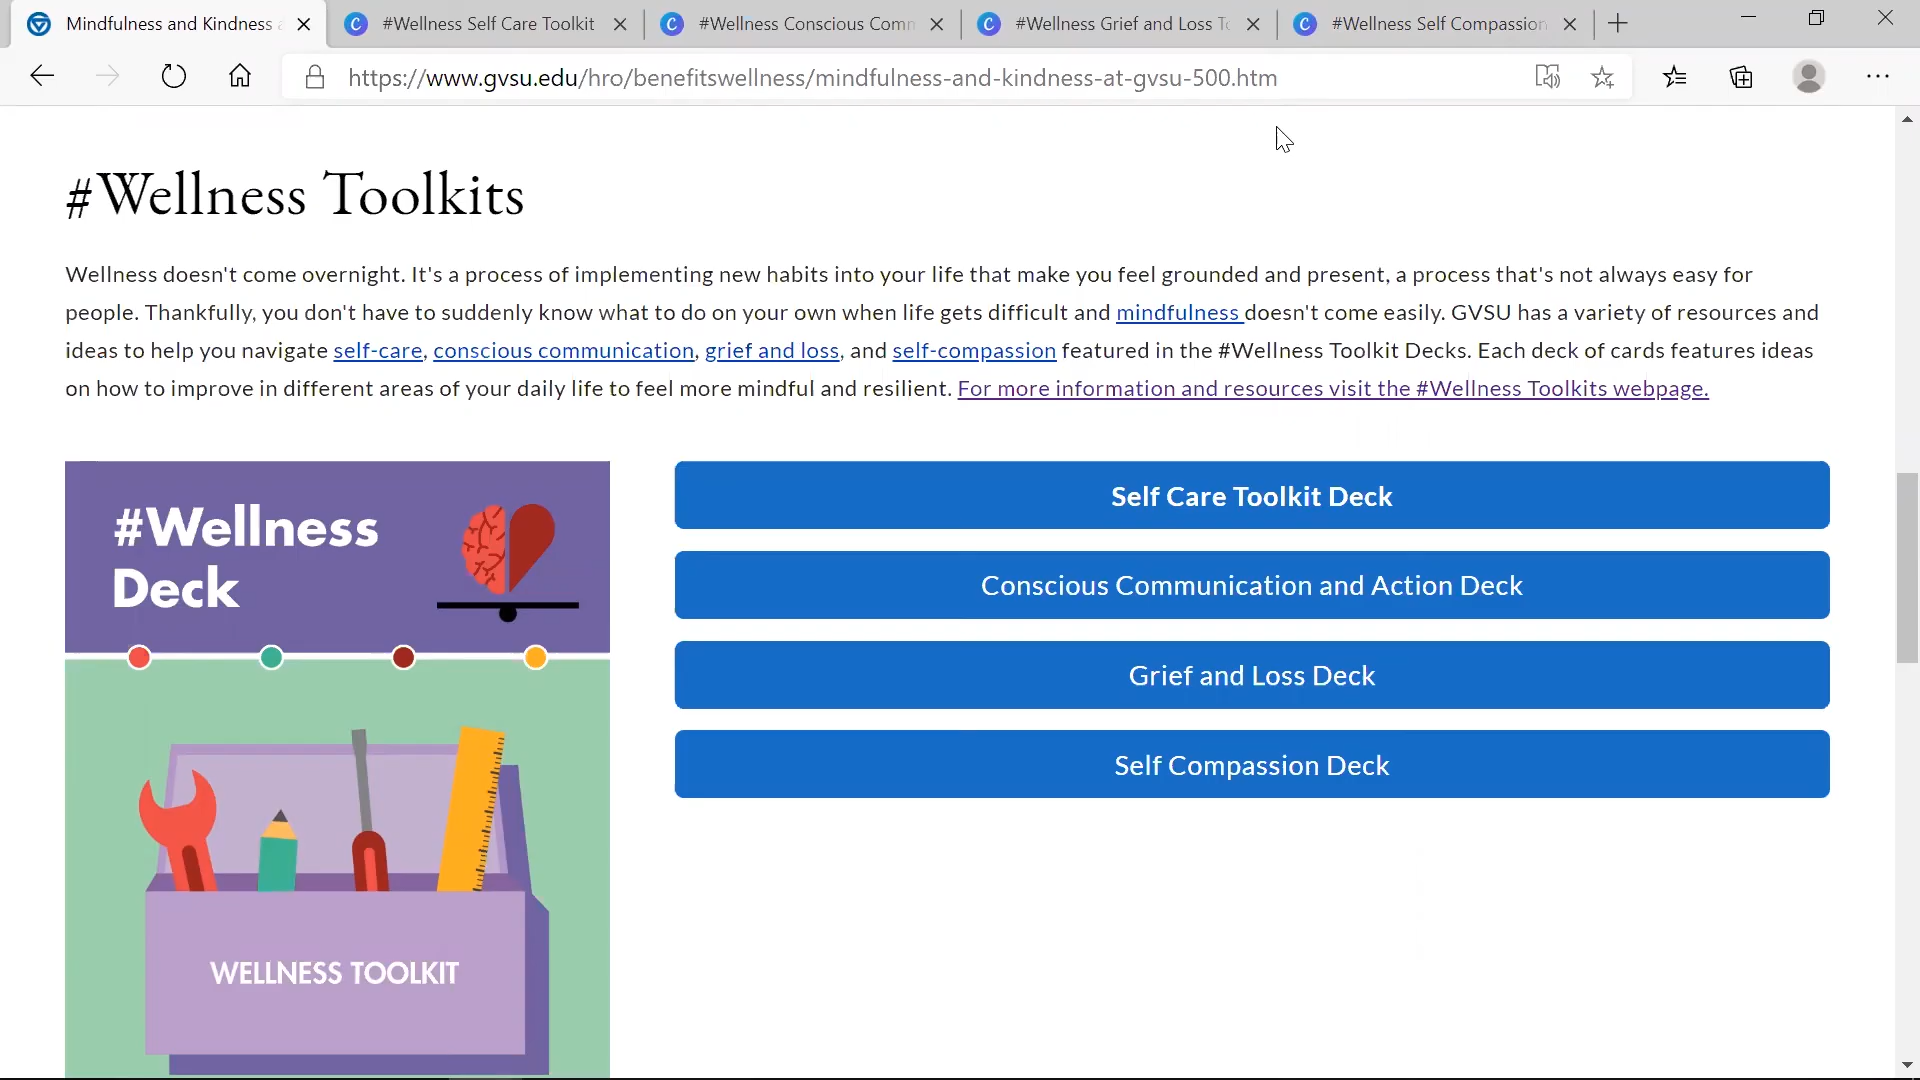 Mindfulness and Kindness
#Wellness Self Care Toolkit
#Wellness Conscious Com
#Wellness Grief and Loss
#Wellness Self Compassion
https://www.gvsu.edu/hro/benefitswellness/mindfulness-and-kindness-at-gvsu-500.htm
#Wellness Toolkits
Wellness doesn't come overnight. It's a process of implementing new habits into your life that make you feel grounded and present, a process that's not always easy for
people. Thankfully, you don't have to suddenly know what to do on your own when life gets difficult and mindfulness doesn't come easily. GVSU has a variety of resources and
ideas to help you navigate self-care, conscious communication, grief and loss, and self-compassion featured in the #Wellness Toolkit Decks. Each deck of cards features ideas
on how to improve in different areas of your daily life to feel more mindful and resilient. For more information and resources visit the #Wellness Toolkits webpage.
#Wellness
Deck
WELLNESS TOOLKIT
Self Care Toolkit Deck
Conscious Communication and Action Deck
Grief and Loss Deck
Self Compassion Deck